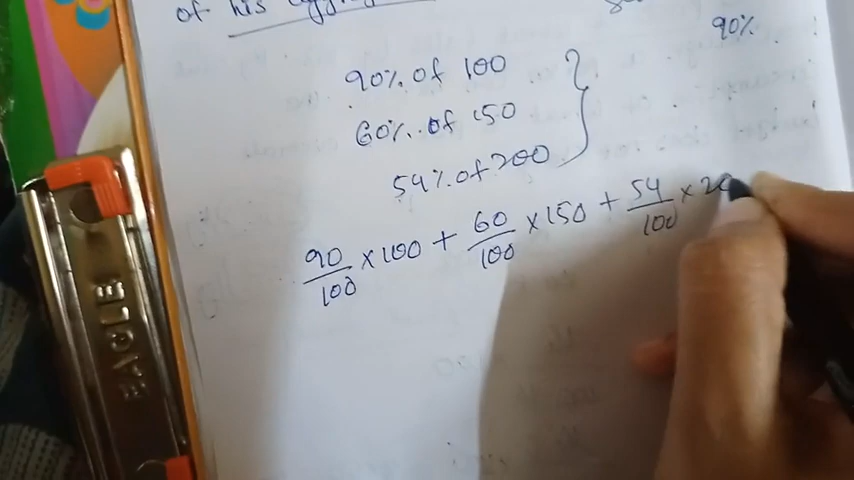 of his
90%
90% of 100
60% of 150
54% of 200
90/100 × 100 + 60/100 × 150 + 54/100 × 20
EAGLE